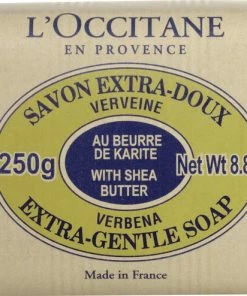 L'OCCITANE
EN PROVENCE
SAVON EXTRA-DOUX
VERVEINE
AU BEURRE
DE KARITE
250g
Net Wt 8.8
WITH SHEA
BUTTER
VERBENA
EXTRA-GENTLE SOAP
Made in France